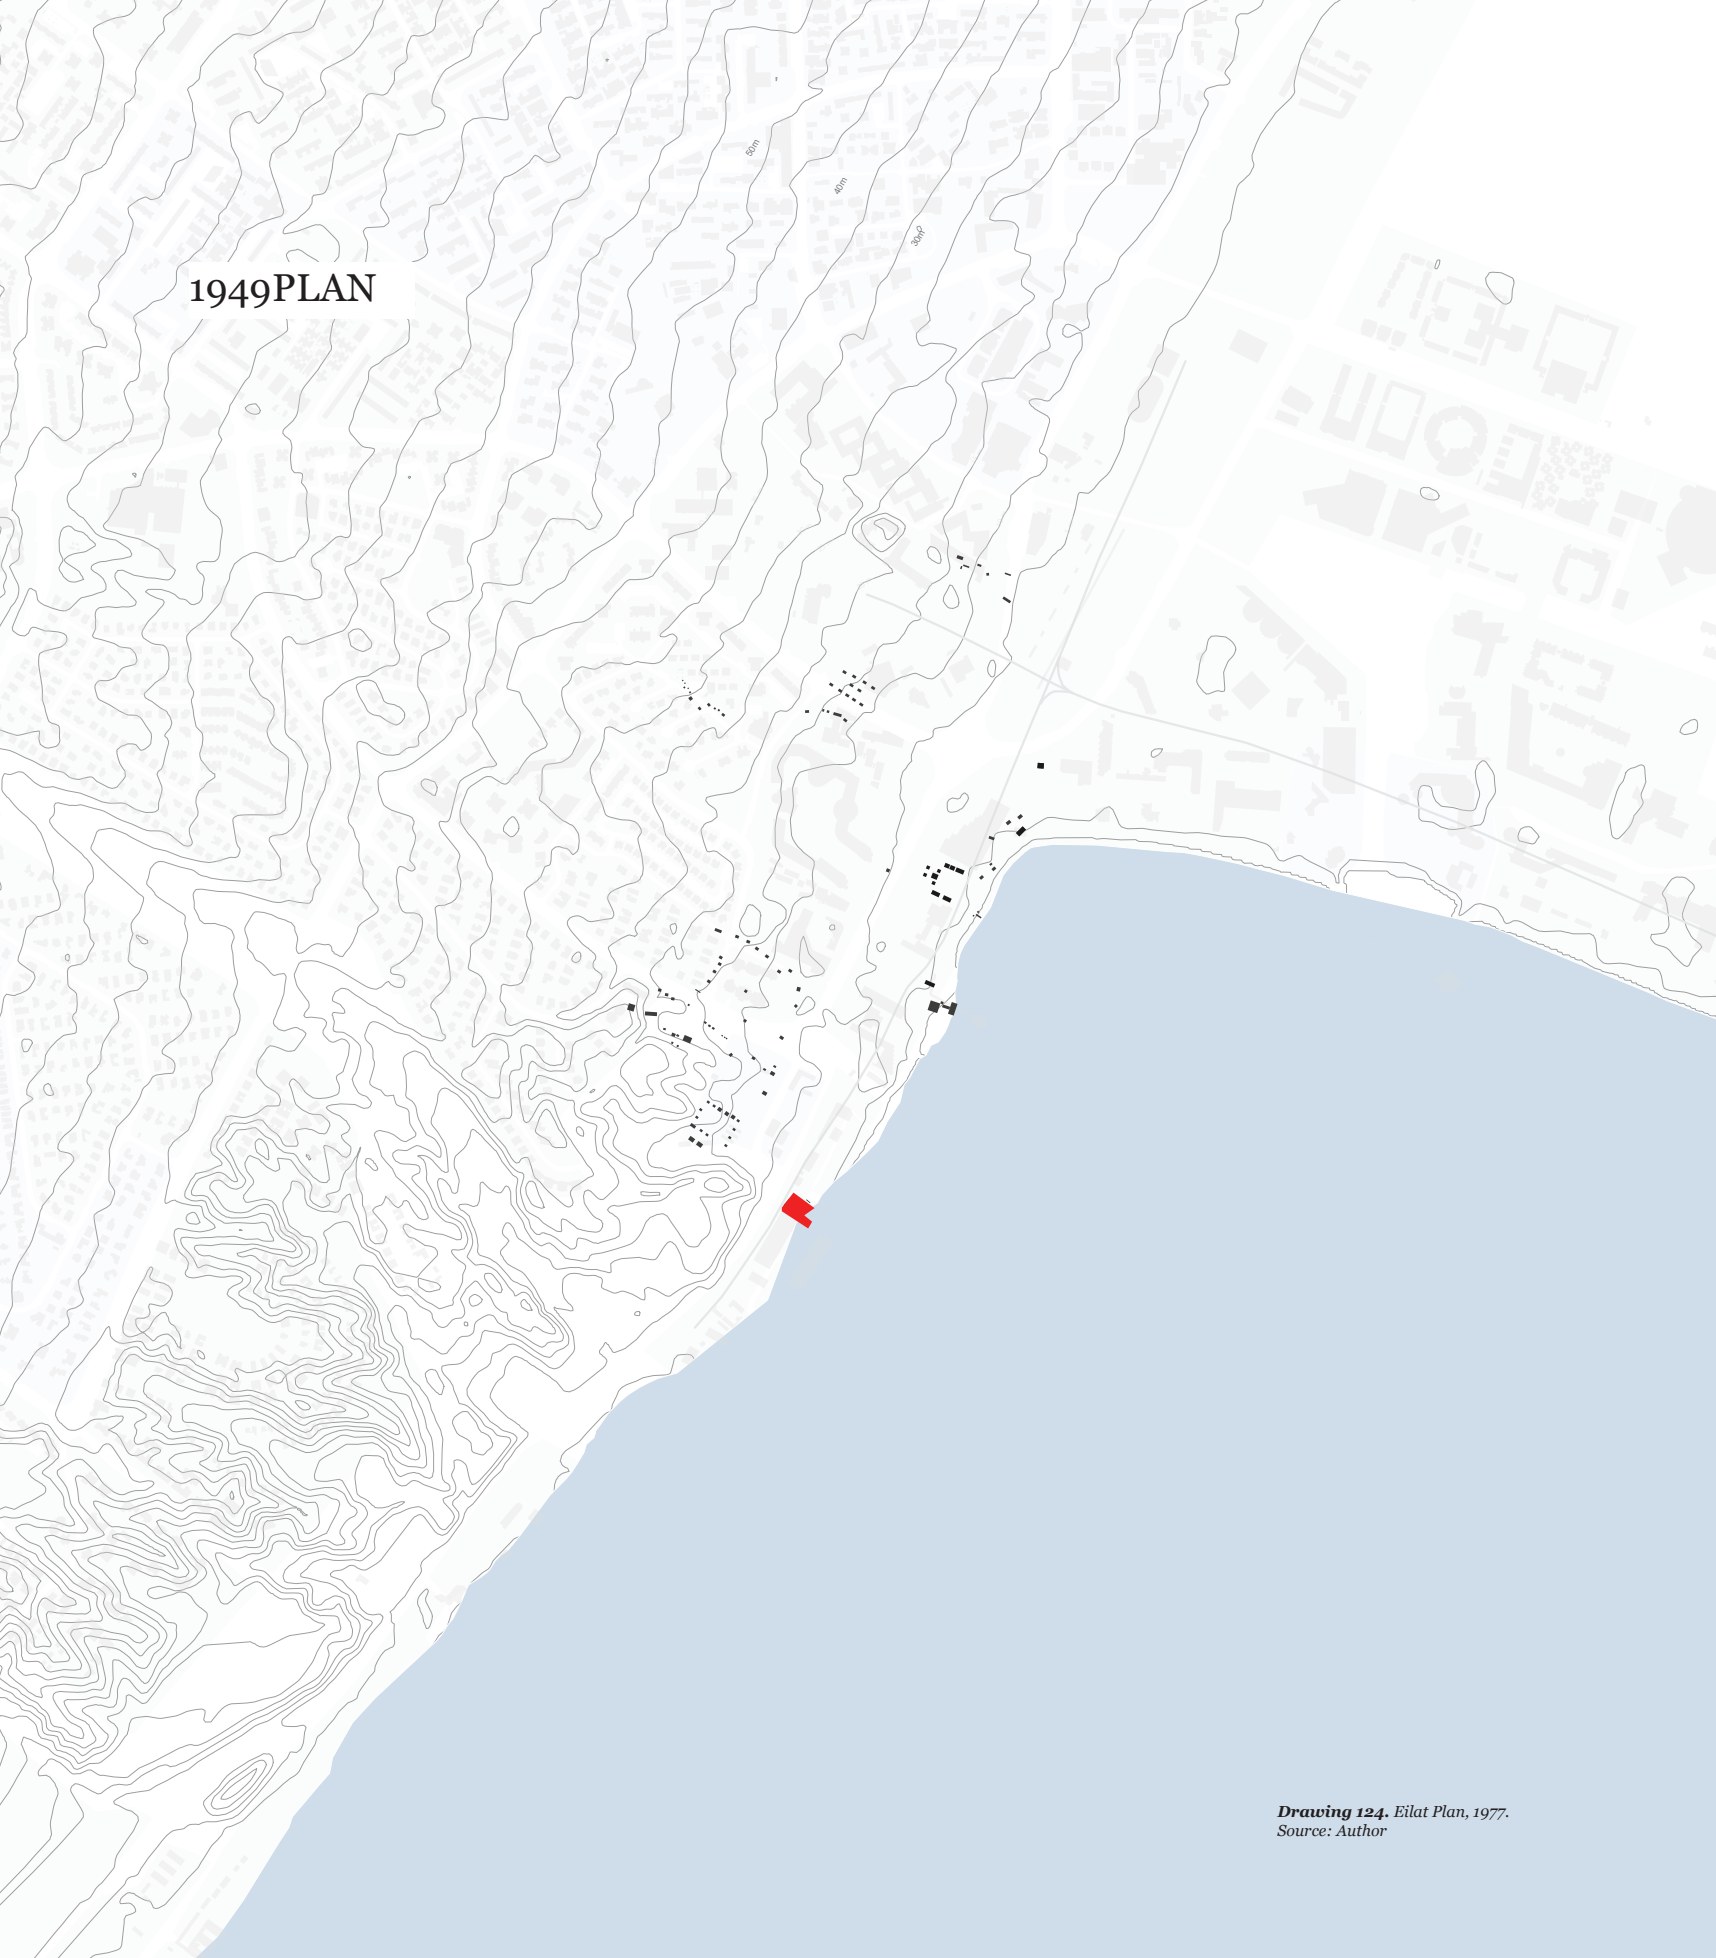 50m
40m
30m
1949PLAN
Drawing 124. Eilat Plan, 1977.
Source: Author